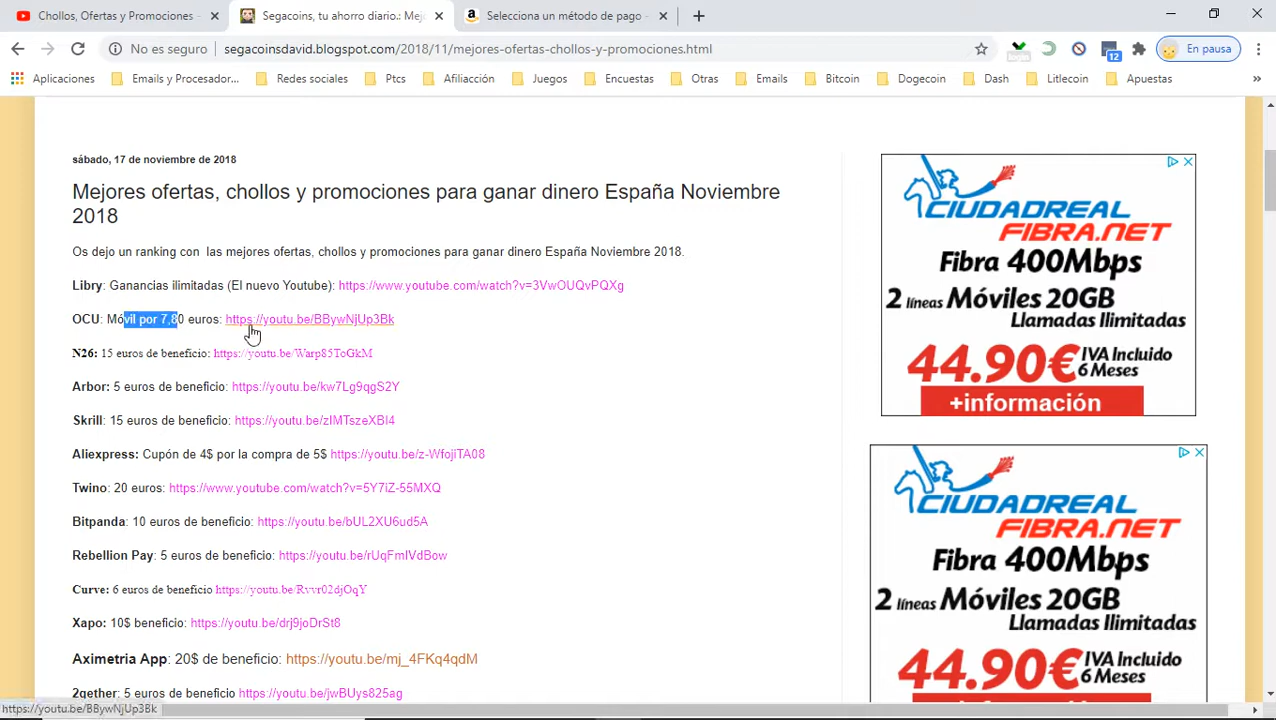 Chollos, Ofertas y Promociones
Segacoins, tu ahorro diario.: Mej
Selecciona un método de pago
No es seguro
segacoinsdavid.blogspot.com/2018/11/mejores-ofertas-chollos-y-promociones.html
12
En pausa
Aplicaciones
Emails y Procesador...
Redes sociales
Ptcs
Afiliacción
Juegos
Encuestas
Otras
Emails
Bitcoin
Dogecoin
Dash
Litlecoin
Apuestas
sábado, 17 de noviembre de 2018
Mejores ofertas, chollos y promociones para ganar dinero España Noviembre
2018
Os dejo un ranking con las mejores ofertas, chollos y promociones para ganar dinero España Noviembre 2018.
Libry: Ganancias ilimitadas (El nuevo Youtube): https://www.youtube.com/watch?v=3VwOUQvPQXg
OCU: Móvil por 7,80 euros: https://youtu.be/BBywNjUp3Bk
N26: 15 euros de beneficio: https://youtu.be/Warp85ToGkM
Arbor: 5 euros de beneficio: https://youtu.be/kw7Lg9qgS2Y
Skrill: 15 euros de beneficio: https://youtu.be/zIMTszeXBI4
Aliexpress: Cupón de 4$ por la compra de 5$ https://youtu.be/z-WfojiTA08
Twino: 20 euros: https://www.youtube.com/watch?v=5Y7iZ-55MXQ
Bitpanda: 10 euros de beneficio: https://youtu.be/bUL2XU6ud5A
Rebellion Pay: 5 euros de beneficio: https://youtu.be/rUqFmIVdBow
Curve: 6 euros de beneficio https://youtu.be/Rvvr02djOqY
Xapo: 10$ beneficio: https://youtu.be/drj9joDrSt8
Aximetria App: 20$ de beneficio: https://youtu.be/mj_4FKq4qdM
2gether: 5 euros de beneficio https://youtu.be/jwBUys825ag
https://youtu.be/BBywNjUp3Bk
CIUDADREAL
FIBRA.NET
Fibra 400Mbps
2 líneas Móviles 20GB
Llamadas Ilimitadas
44.90€ IVA Incluido
6 Meses
+información
CIUDADREAL
FIBRA.NET
Fibra 400Mbps
2 líneas Móviles 20GB
Llamadas Ilimitadas
44.90€ IVA Incluido
6 Meses